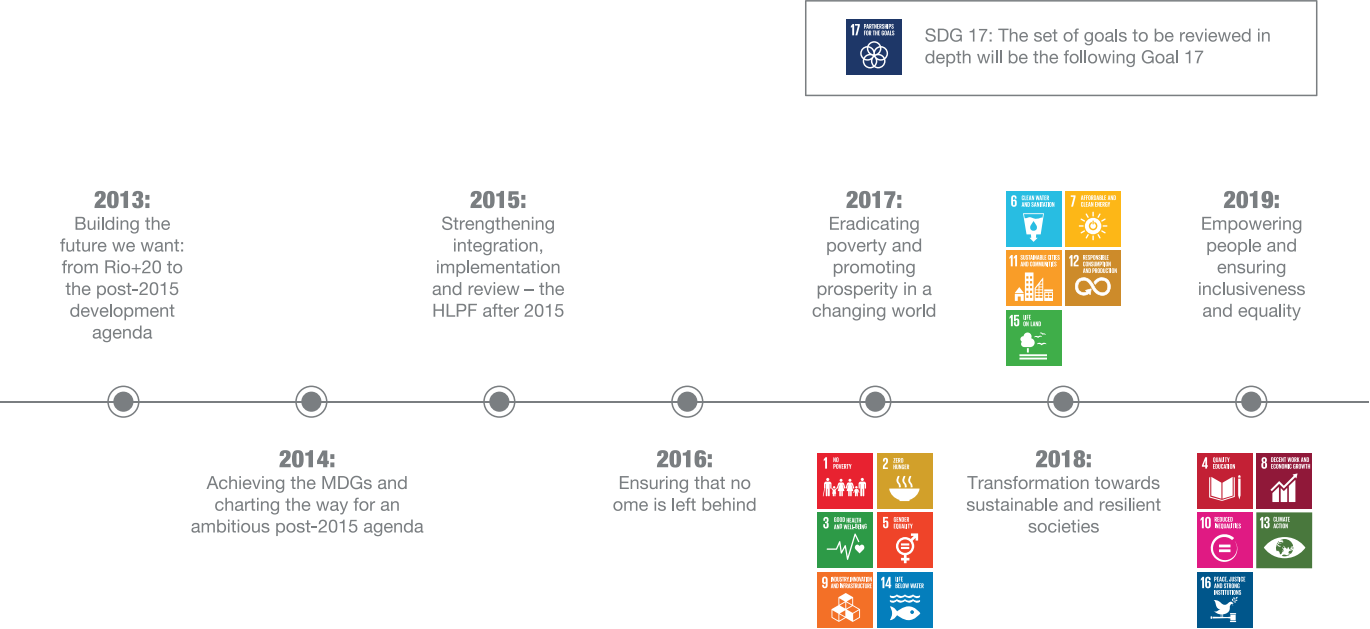 17 PARTNERSHIPS
FOR THE GOALS
SDG 17: The set of goals to be reviewed in
depth will be the following Goal 17
2013:
Building the
future we want:
from Rio+20 to
the post-2015
development
agenda
2015:
Strengthening
integration,
implementation
and review – the
HLPF after 2015
2017:
Eradicating
poverty and
promoting
prosperity in a
changing world
6 CLEAN WATER
AND SANITATION
7 AFFORDABLE AND
CLEAN ENERGY
11 SUSTAINABLE CITIES
AND COMMUNITIES
12 RESPONSIBLE
CONSUMPTION
AND PRODUCTION
15 LIFE
ON LAND
2019:
Empowering
people and
ensuring
inclusiveness
and equality
2014:
Achieving the MDGs and
charting the way for an
ambitious post-2015 agenda
2016:
Ensuring that no
ome is left behind
1 NO
POVERTY
2 ZERO
HUNGER
3 GOOD HEALTH
AND WELL-BEING
5 GENDER
EQUALITY
9 INDUSTRY, INNOVATION
AND INFRASTRUCTURE
14 LIFE
BELOW WATER
2018:
Transformation towards
sustainable and resilient
societies
4 QUALITY
EDUCATION
8 DECENT WORK AND
ECONOMIC GROWTH
10 REDUCED
INEQUALITIES
13 CLIMATE
ACTION
16 PEACE, JUSTICE
AND STRONG
INSTITUTIONS